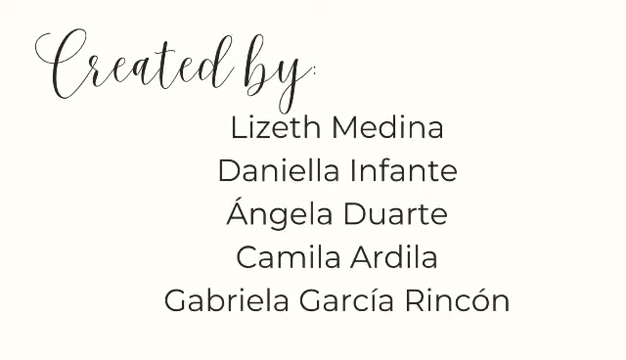 Created by:
Lizeth Medina
Daniella Infante
Ángela Duarte
Camila Ardila
Gabriela García Rincón